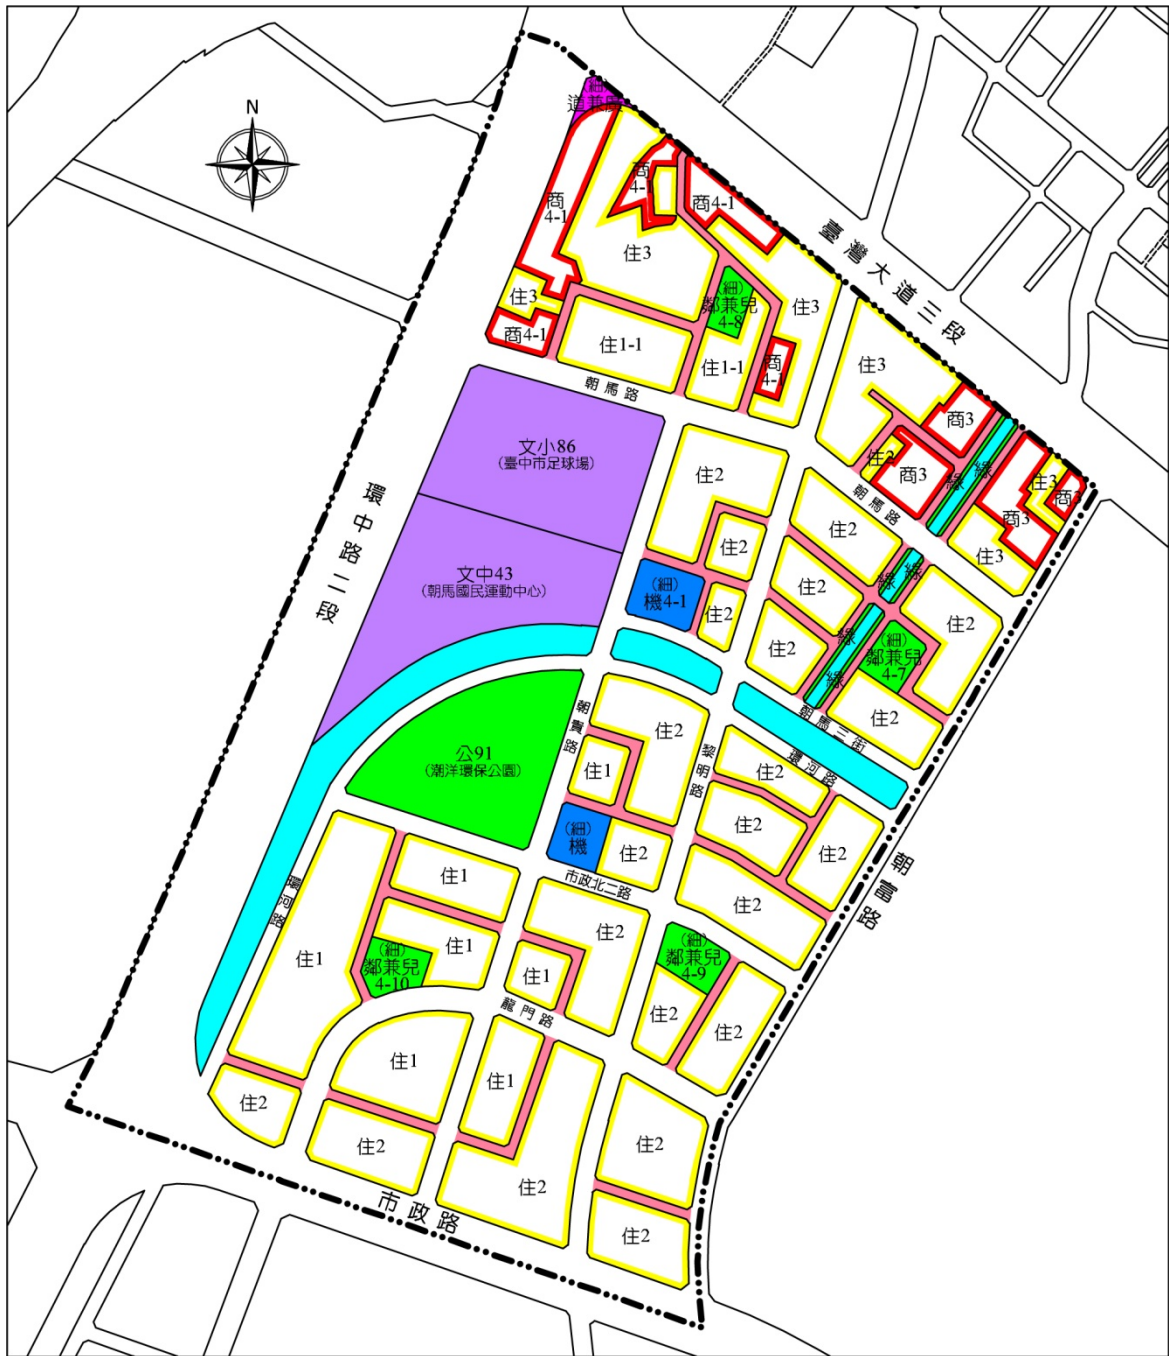 N
(細)
道兼廣
商
4-1
商
4-1
商4-1
臺灣大道三段
住3
住3
商4-1
(細)
鄰兼兒
4-8
住3
住1-1
住1-1
商
4-1
朝馬路
住3
商3
住2
商3
綠
綠
住3
商3
商3
住3
朝馬路
文小86
(臺中市足球場)
環中路二段
文中43
(朝馬國民運動中心)
住2
住2
(細)
機4-1
住2
住2
住2
住2
綠
綠
綠
綠
(細)
鄰兼兒
4-7
住2
住2
朝馬三街
環河路
朝富路
公91
(潮洋環保公園)
朝貴路
住2
住1
黎明路
住2
住2
住2
(細)
機
住2
市政北二路
住2
環河路
住1
住1
住1
(細)
鄰兼兒
4-10
住2
住1
龍門路
(細)
鄰兼兒
4-9
住2
住2
住1
住1
住2
住2
住2
住2
住2
市政路